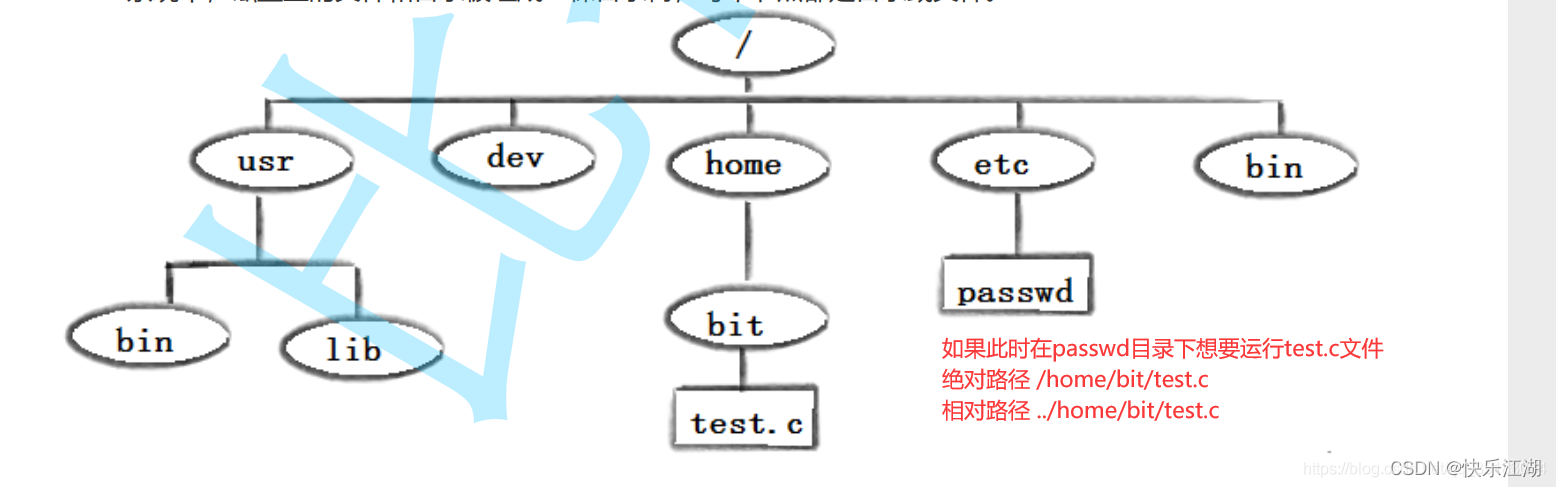 /
usr
dev
home
etc
bin
bin
lib
bit
passwd
test.c
如果此时在passwd目录下想要运行test.c文件
绝对路径 /home/bit/test.c
相对路径 ../home/bit/test.c
CSDN @快乐江湖